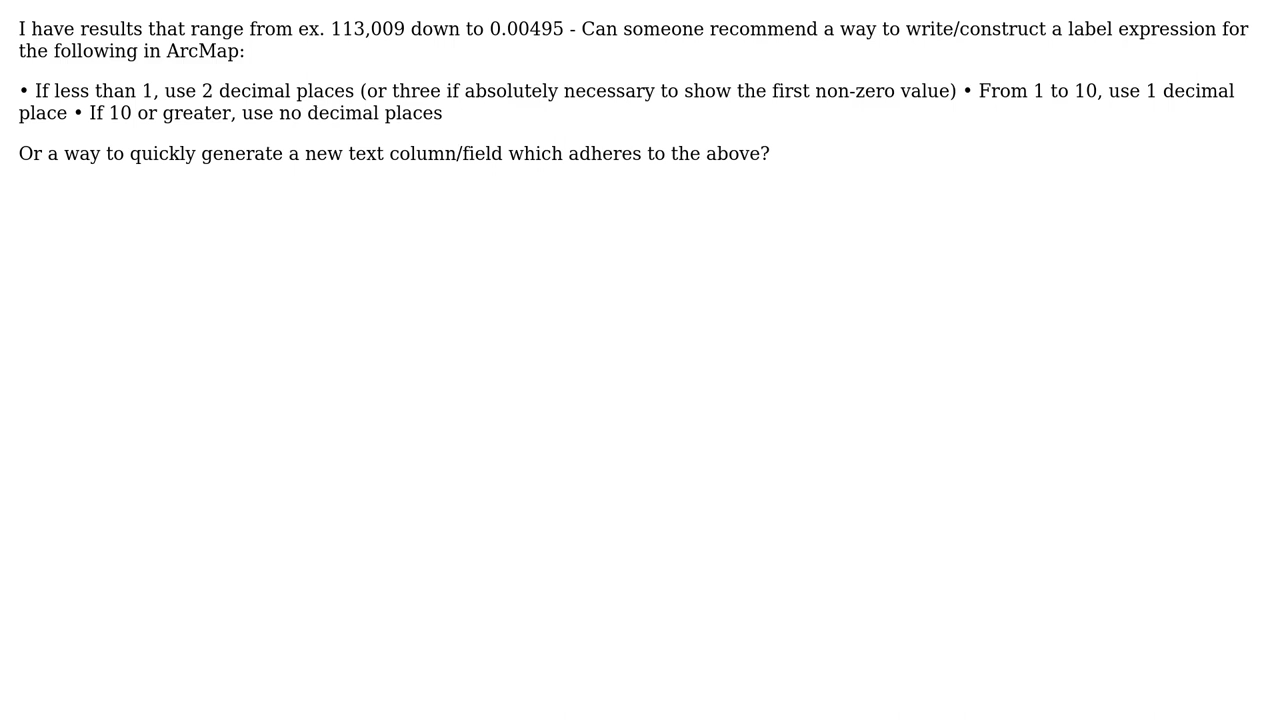 I have results that range from ex. 113,009 down to 0.00495 - Can someone recommend a way to write/construct a label expression for
the following in ArcMap:
• If less than 1, use 2 decimal places (or three if absolutely necessary to show the first non-zero value) • From 1 to 10, use 1 decimal
place • If 10 or greater, use no decimal places
Or a way to quickly generate a new text column/field which adheres to the above?